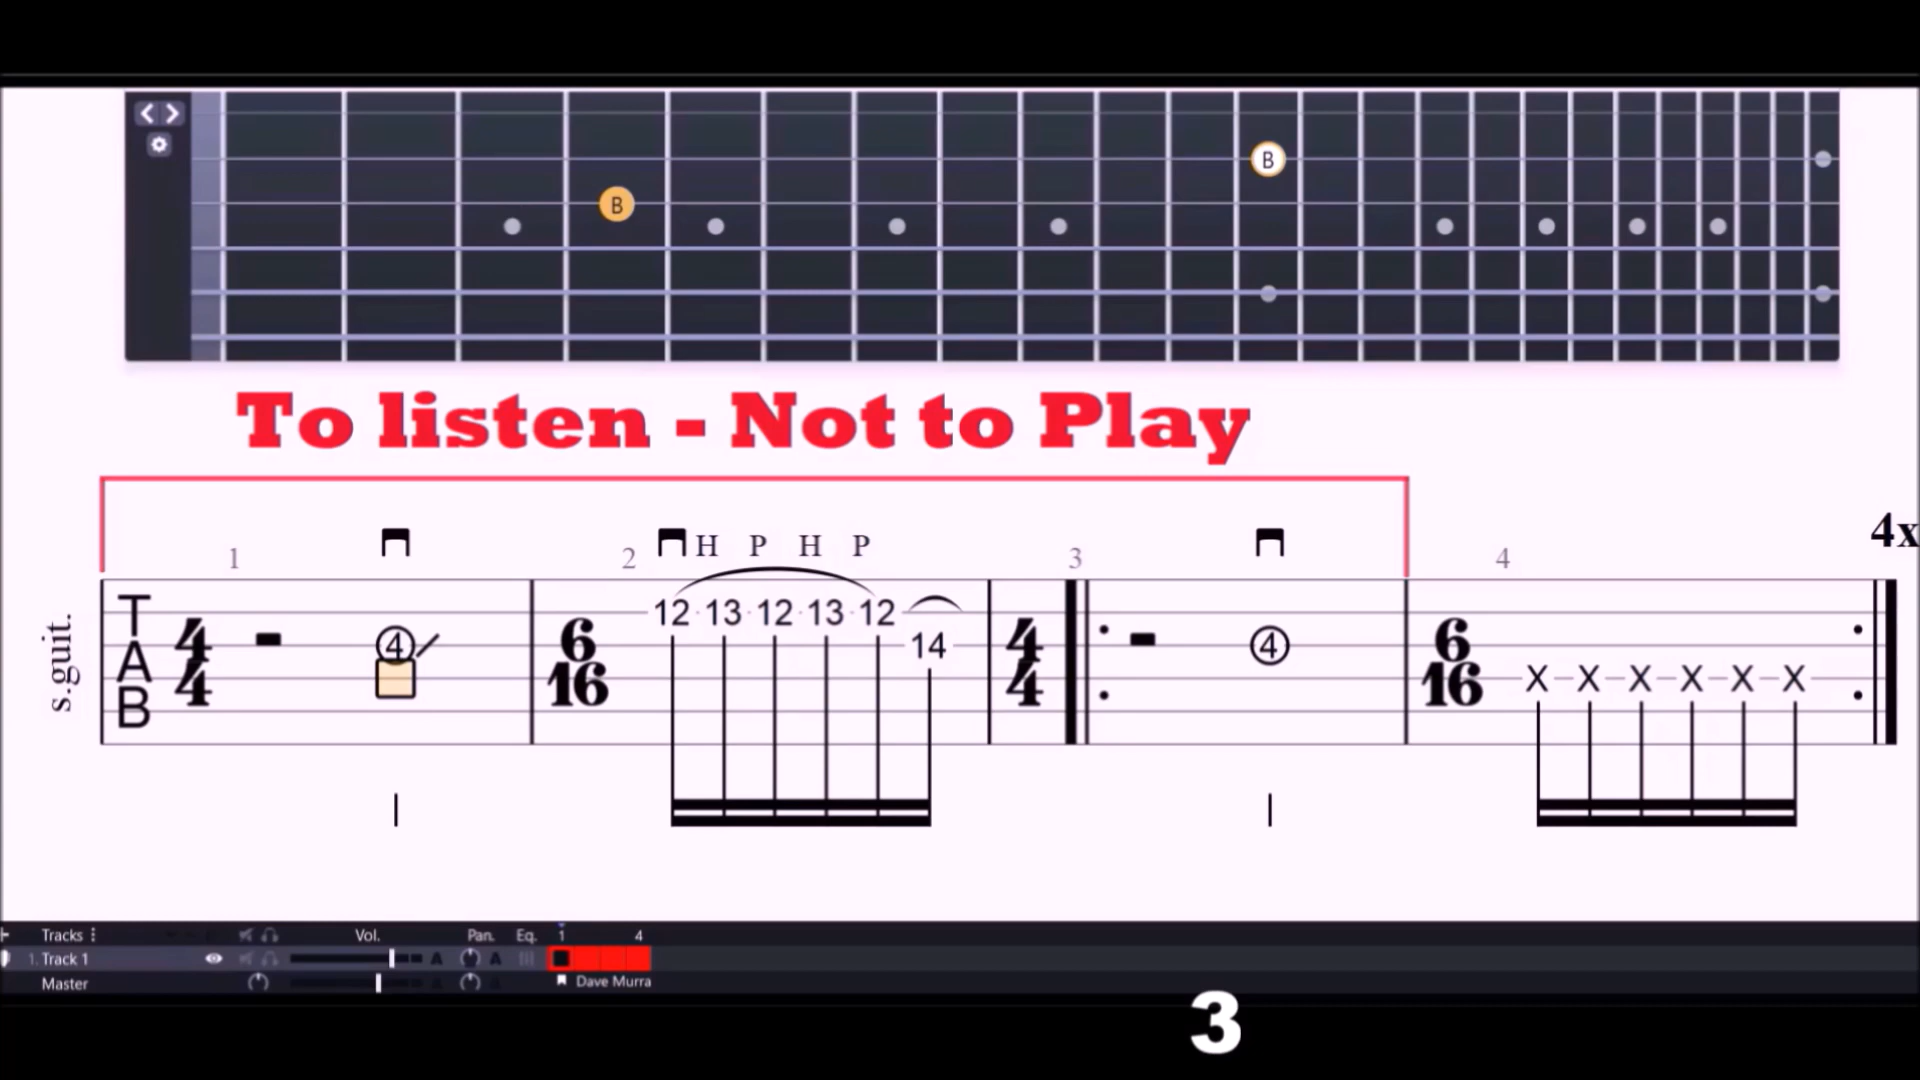 B
B
To listen - Not to Play
4x
1 2 H P H P 3 4
s.guit.
T A B
4 4
4
6 16
12 13 12 13 12
14
4 4
4
6 16
X X X X X X
Tracks Vol. Pan. Eq. 1 4
1. Track 1 A A
Master A A Dave Murra
3